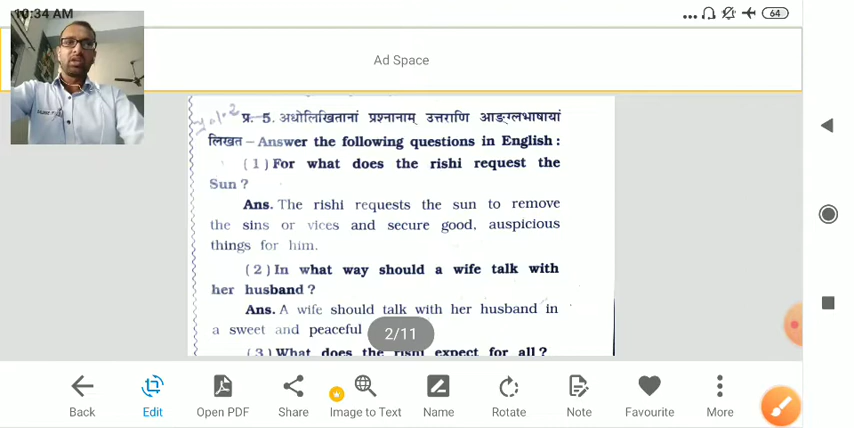 10:34 AM
64
Ad Space
प्र. 5. अधोलिखितानां प्रश्नानाम् उत्तराणि आङ्ग्लभाषायां
लिखत – Answer the following questions in English :
(1) For what does the rishi request the
Sun ?
Ans. The rishi requests the sun to remove
the sins or vices and secure good, auspicious
things for him.
(2) In what way should a wife talk with
her husband ?
Ans. A wife should talk with her husband in
a sweet and peaceful
2/11
(3) What does the rishi expect for all ?
Back
Edit
Open PDF
Share
Image to Text
Name
Rotate
Note
Favourite
More